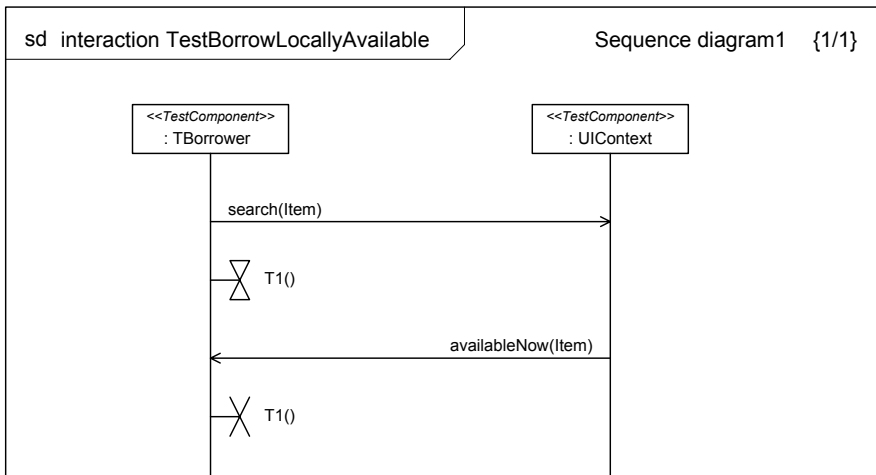 sd interaction TestBorrowLocallyAvailable
Sequence diagram1 {1/1}
<<TestComponent>>
: TBorrower
<<TestComponent>>
: UIContext
search(Item)
T1()
availableNow(Item)
T1()